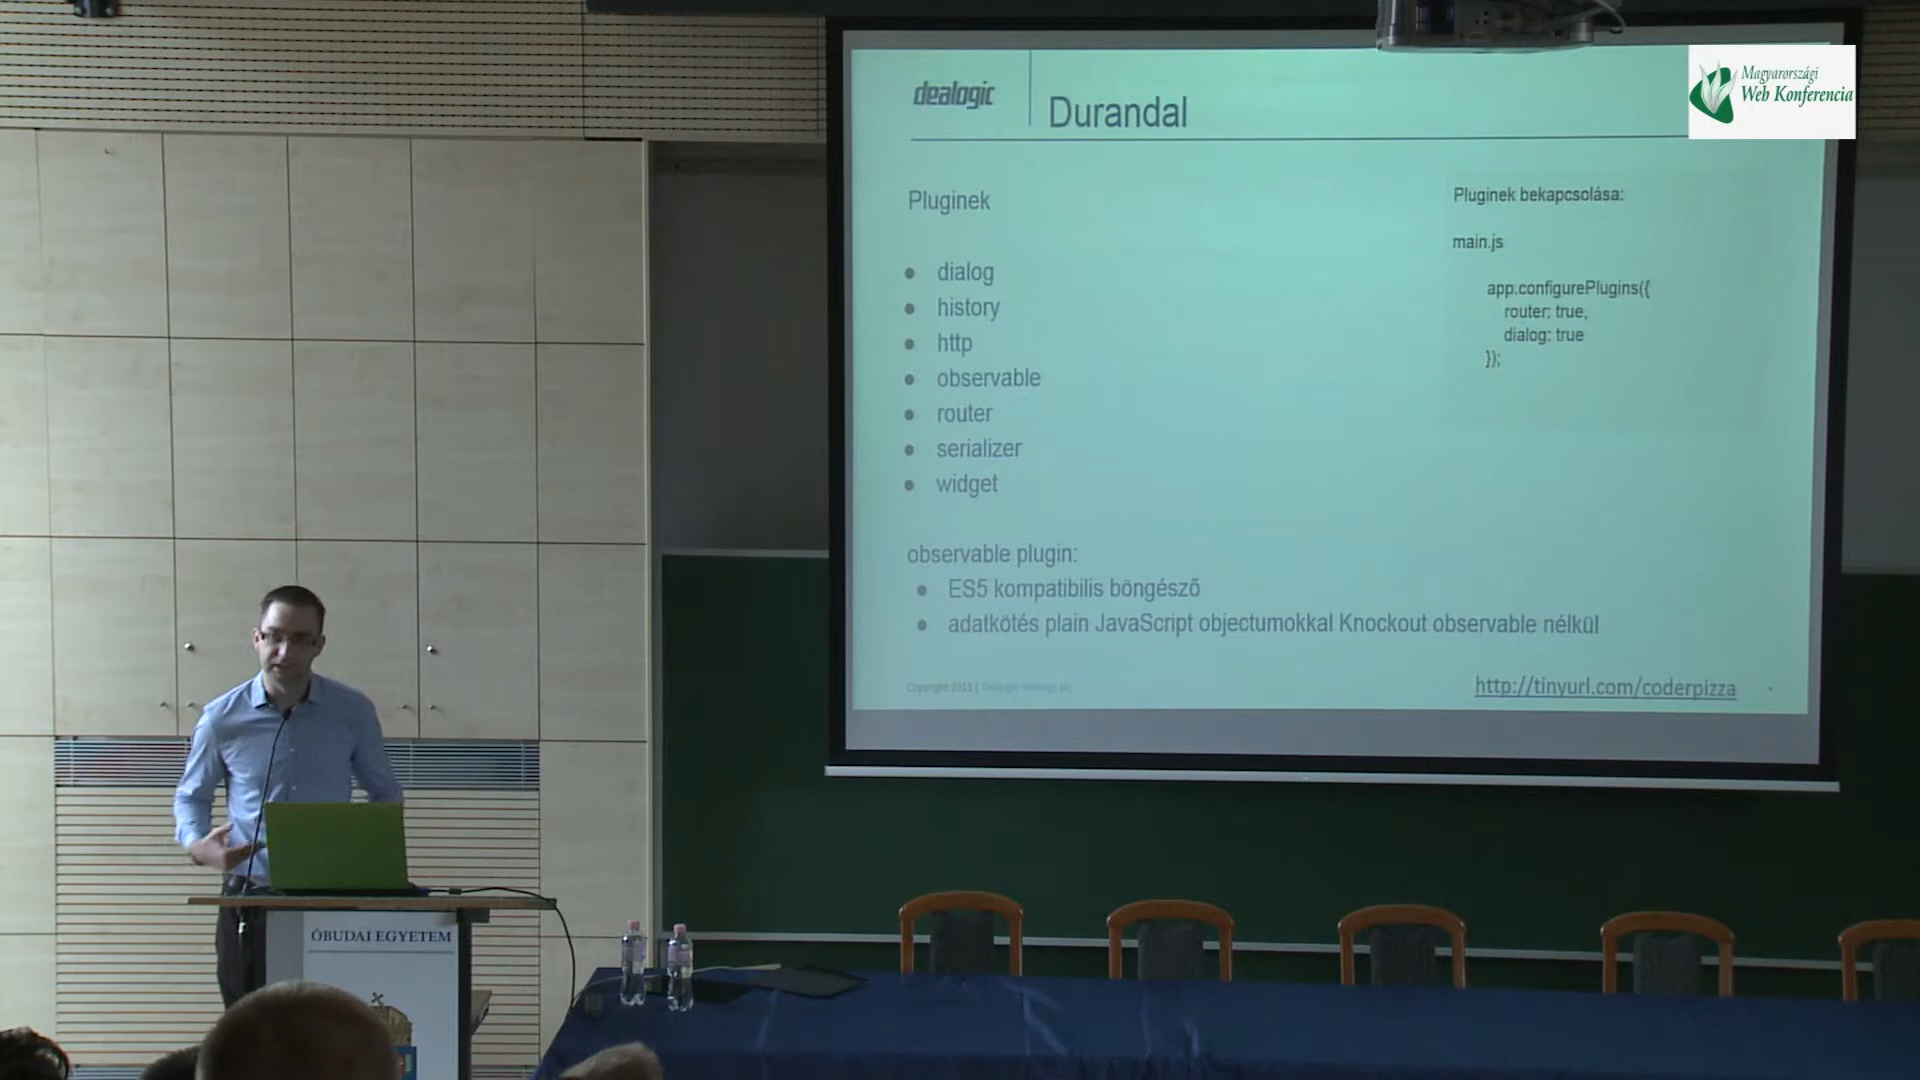 dealogic
Durandal
Magyarországi
Web Konferencia
Pluginek
dialog
history
http
observable
router
serializer
widget
observable plugin:
ES5 kompatibilis böngésző
adatkötés plain JavaScript objectumokkal Knockout observable nélkül
Pluginek bekapcsolása:
main.js
app.configurePlugins({
router: true,
dialog: true
});
Copyright 2013 |
http://tinyurl.com/coderpizza
ÓBUDAI EGYETEM